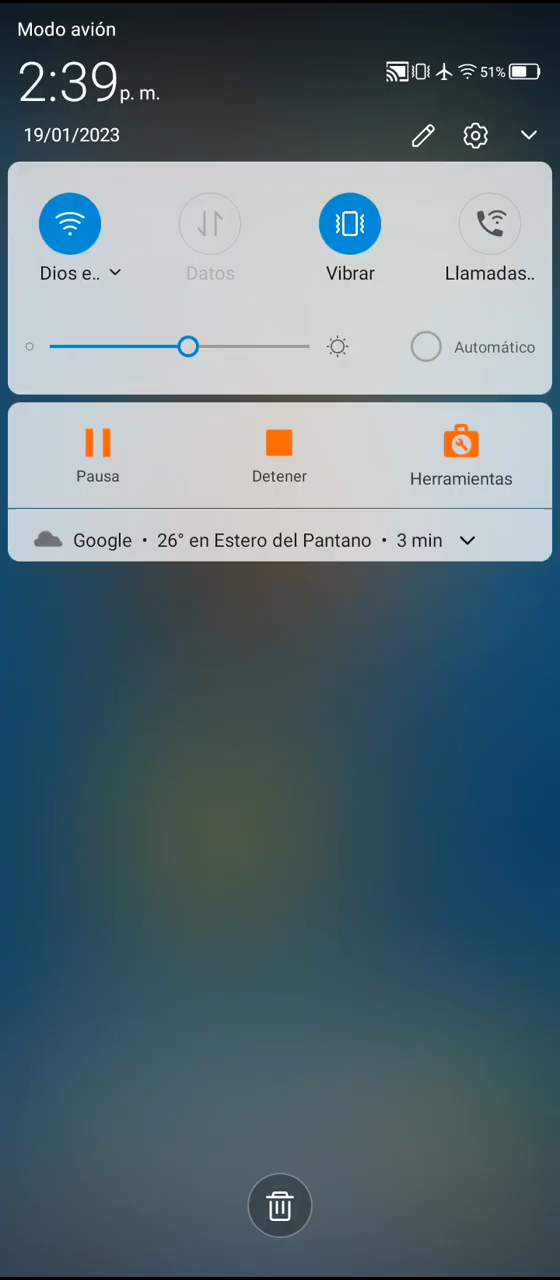 Modo avión
2:39 p. m.
51%
19/01/2023
Dios e..
Datos
Vibrar
Llamadas..
Automático
Pausa
Detener
Herramientas
Google • 26° en Estero del Pantano • 3 min